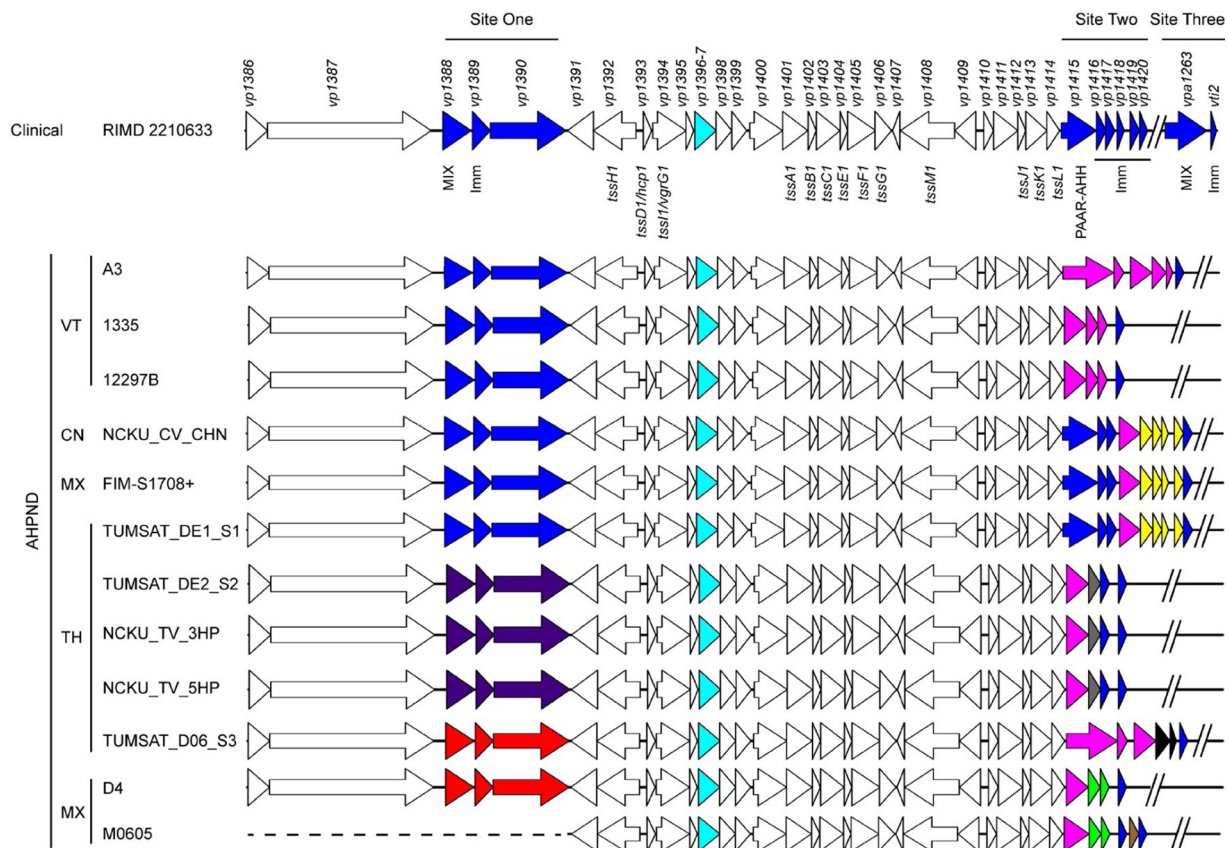 Site One
Site Two
Site Three
vp1386
vp1387
vp1388
vp1389
vp1390
vp1391
vp1392
vp1393
vp1394
vp1395
vp1396-7
vp1398
vp1399
vp1400
vp1401
vp1402
vp1403
vp1404
vp1405
vp1406
vp1407
vp1408
vp1409
vp1410
vp1411
vp1412
vp1413
vp1414
vp1415
vp1416
vp1417
vp1418
vp1419
vp1420
vpa1263
vti2
Clinical
RIMD 2210633
MIX
Imm
tssH1
tssD1/hcp1
tssI1/vgrG1
tssA1
tssB1
tssC1
tssE1
tssF1
tssG1
tssM1
tssJ1
tssK1
tssL1
PAAR-AHH
Imm
MIX
Imm
AHPND
VT
A3
1335
12297B
CN
NCKU_CV_CHN
MX
FIM-S1708+
TH
TUMSAT_DE1_S1
TUMSAT_DE2_S2
NCKU_TV_3HP
NCKU_TV_5HP
TUMSAT_D06_S3
MX
D4
M0605